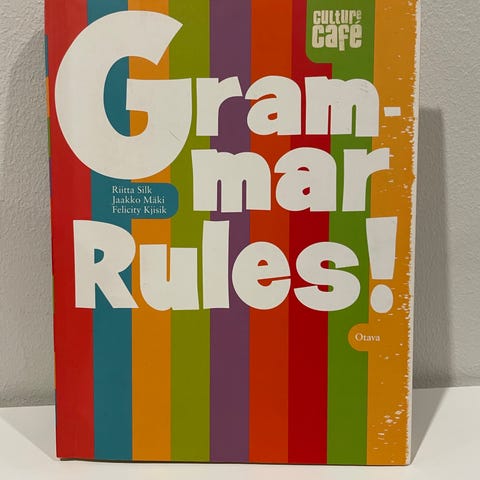 culture
café
Gram-
mar
Riitta Silk
Jaakko Mäki
Felicity Kjisik
Rules!
Otava